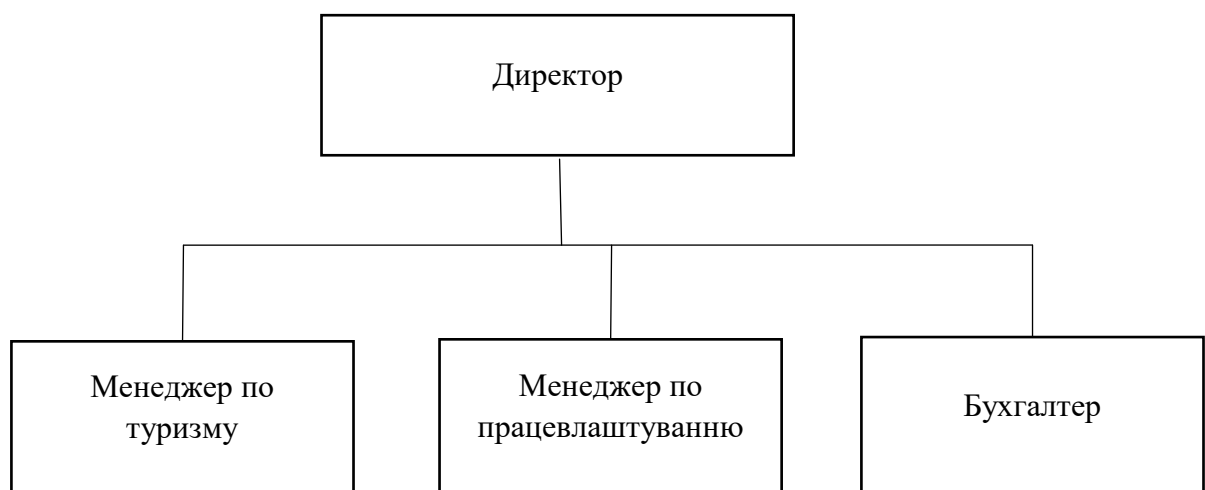 Директор
Менеджер по
туризму
Менеджер по
працевлаштуванню
Бухгалтер